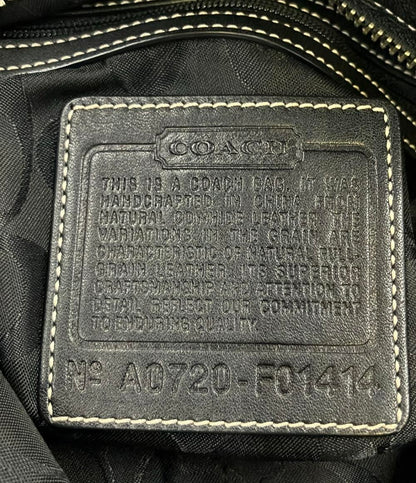 COACH
THIS IS A COACH BAG. IT WAS
HANDCRAFTED IN CHINA FROM
NATURAL COWHIDE LEATHER. THE
VARIATIONS IN THE GRAIN ARE
CHARACTERISTIC OF NATURAL FULL
GRAIN LEATHER. ITS SUPERIOR
CRAFTSMANSHIP AND ATTENTION TO
DETAIL REFLECT OUR COMMITMENT
TO ENDURING QUALITY.
Nº A0720-F01414